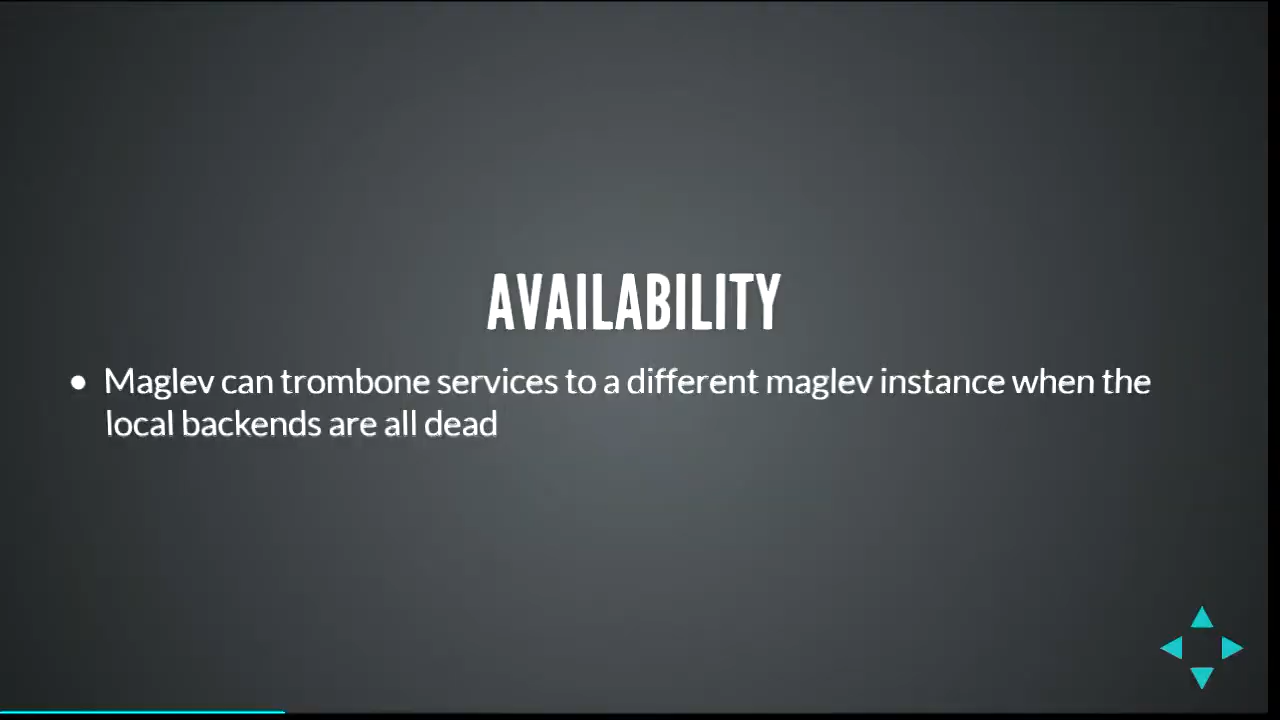 AVAILABILITY
● Maglev can trombone services to a different maglev instance when the
local backends are all dead